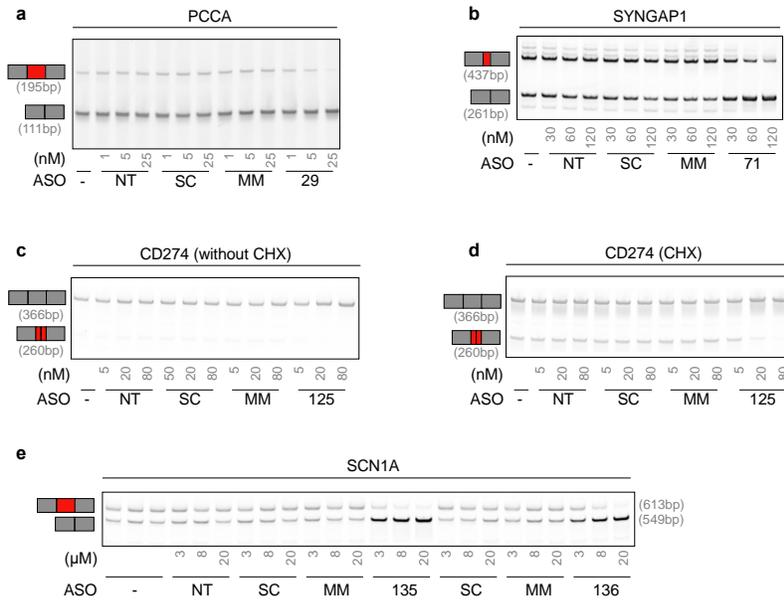 a
PCCA
(195bp)
(111bp)
(nM) 1 5 25 1 5 25 1 5 25 1 5 25
ASO - NT SC MM 29
b
SYNGAP1
(437bp)
(261bp)
(nM) 30 60 120 30 60 120 30 60 120 30 60 120
ASO - NT SC MM 71
c
CD274 (without CHX)
(366bp)
(260bp)
(nM) 5 20 80 50 20 80 5 20 80 5 20 80
ASO - NT SC MM 125
d
CD274 (CHX)
(366bp)
(260bp)
(nM) 5 20 80 5 20 80 5 20 80 5 20
ASO - NT SC MM 125
e
SCN1A
(613bp)
(549bp)
(µM) 3 8 20 3 8 20 3 8 20 3 8 20 3 8 20 3 8 20 3 8 20
ASO - NT SC MM 135 SC MM 136